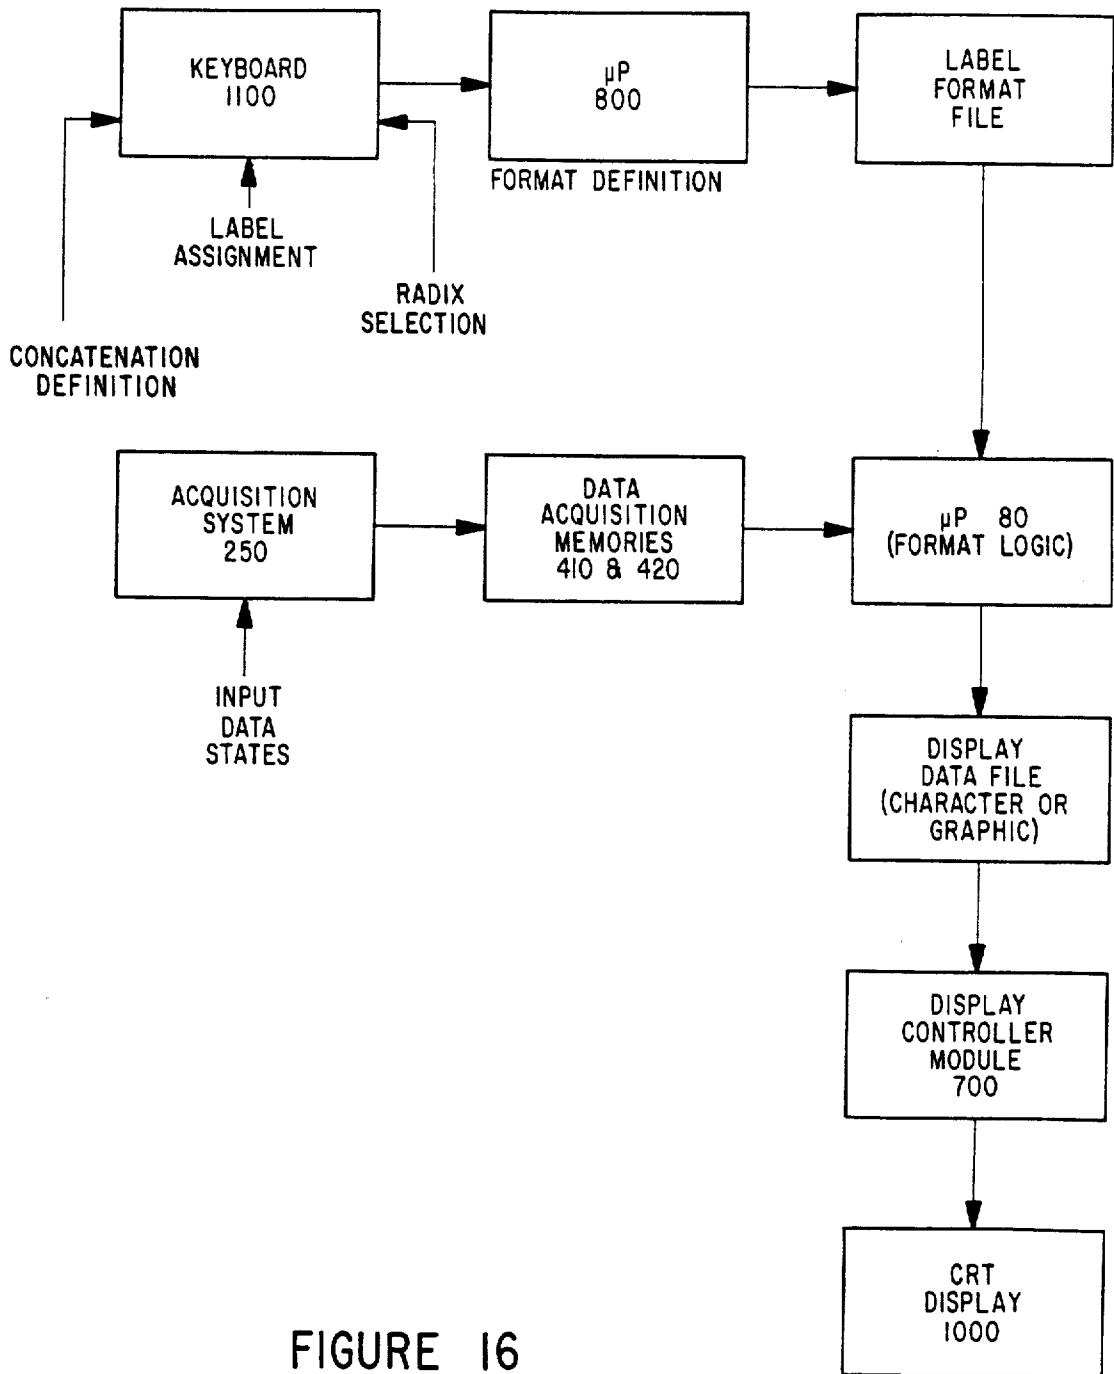 KEYBOARD
1100
µP
800
LABEL
FORMAT
FILE
FORMAT DEFINITION
LABEL
ASSIGNMENT
RADIX
SELECTION
CONCATENATION
DEFINITION
ACQUISITION
SYSTEM
250
DATA
ACQUISITION
MEMORIES
410 & 420
µP 80
(FORMAT LOGIC)
INPUT
DATA
STATES
DISPLAY
DATA FILE
(CHARACTER OR
GRAPHIC)
DISPLAY
CONTROLLER
MODULE
700
CRT
DISPLAY
1000
FIGURE 16